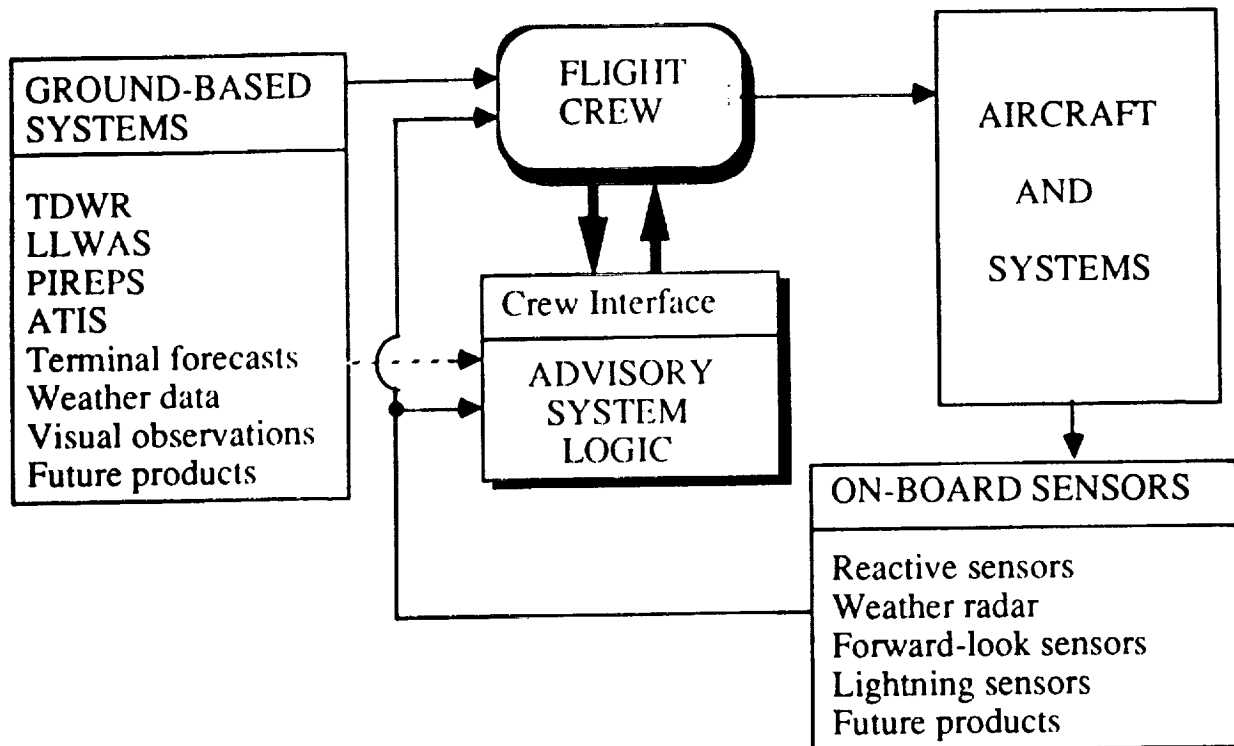 GROUND-BASED
SYSTEMS
TDWR
LLWAS
PIREPS
ATIS
Terminal forecasts
Weather data
Visual observations
Future products
FLIGHT
CREW
Crew Interface
ADVISORY
SYSTEM
LOGIC
AIRCRAFT
AND
SYSTEMS
ON-BOARD SENSORS
Reactive sensors
Weather radar
Forward-look sensors
Lightning sensors
Future products